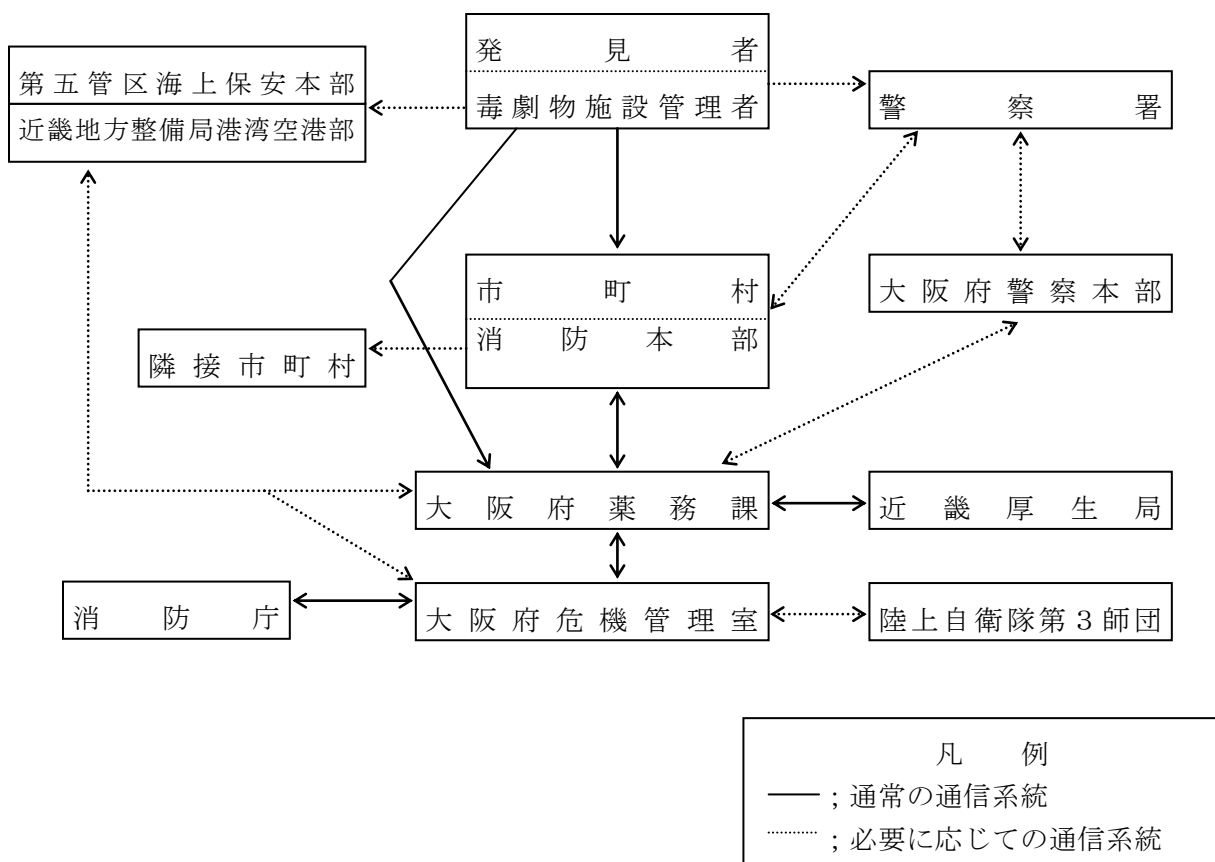 発見者
毒劇物施設管理者
第五管区海上保安本部
近畿地方整備局港湾空港部
警察署
市町村
消防本部
大阪府警察本部
隣接市町村
大阪府薬務課
近畿厚生局
消防庁
大阪府危機管理室
陸上自衛隊第3師団
凡例
;通常の通信系統
;必要に応じての通信系統